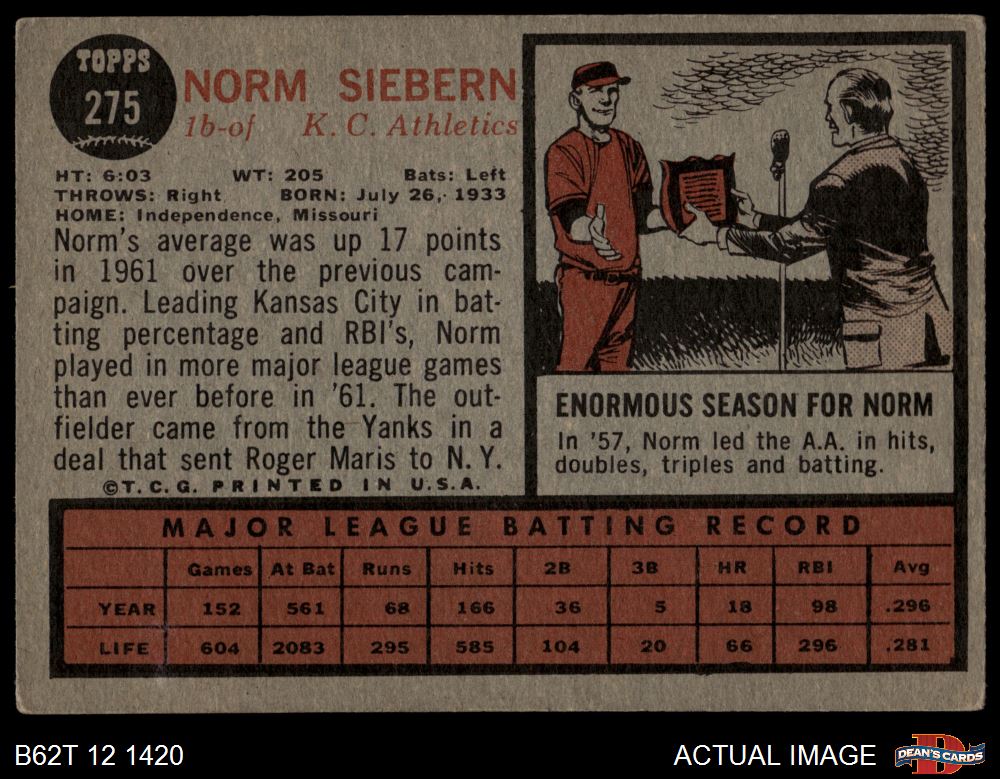 TOPPS
275
NORM SIEBERN
1b-of K. C. Athletics
HT: 6:03 WT: 205 Bats: Left
THROWS: Right BORN: July 26, 1933
HOME: Independence, Missouri
Norm's average was up 17 points
in 1961 over the previous cam-
paign. Leading Kansas City in bat-
ting percentage and RBI's, Norm
played in more major league games
than ever before in '61. The out-
fielder came from the Yanks in a
deal that sent Roger Maris to N. Y.
©T. C. G. PRINTED IN U.S.A.
ENORMOUS SEASON FOR NORM
In '57, Norm led the A.A. in hits,
doubles, triples and batting.
MAJOR LEAGUE BATTING RECORD
Games At Bat Runs Hits 2B 3B HR RBI Avg
YEAR 152 561 68 166 36 5 18 98 .296
LIFE 604 2083 295 585 104 20 66 296 .281
B62T 12 1420
ACTUAL IMAGE
D
DEAN'S CARDS